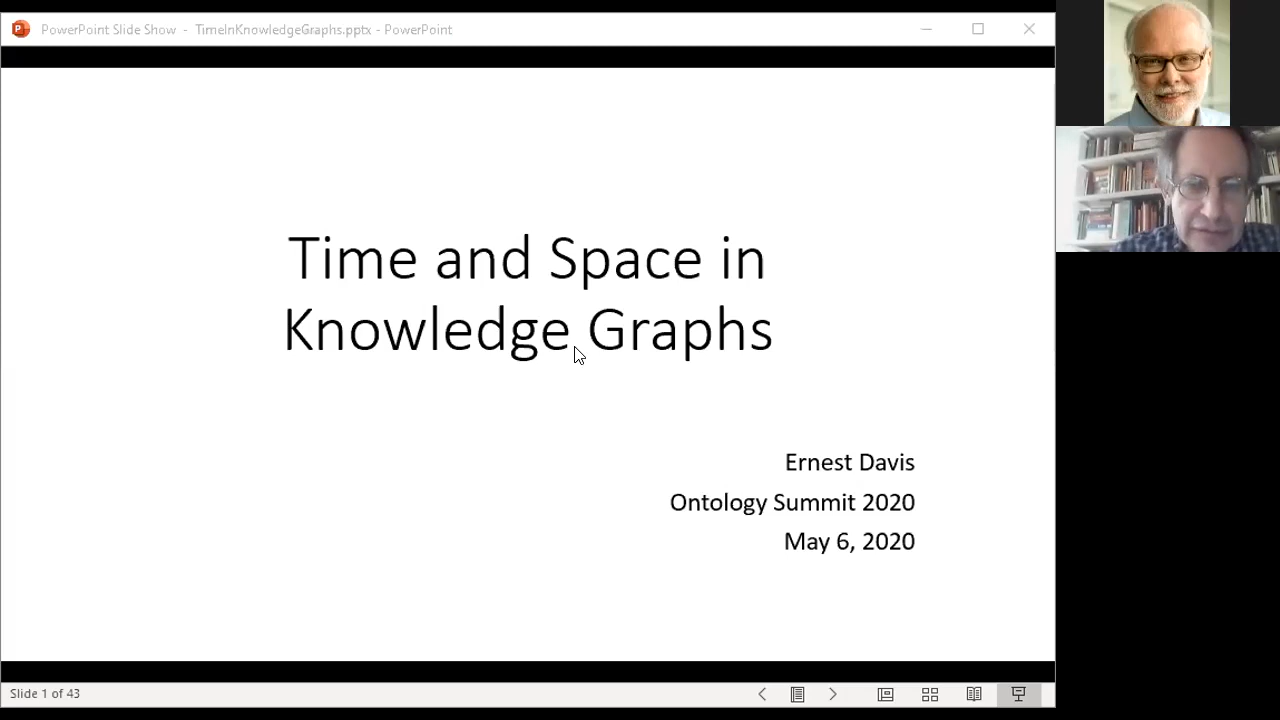 PowerPoint Slide Show - TimeInKnowledgeGraphs.pptx - PowerPoint
Time and Space in
Knowledge Graphs
Ernest Davis
Ontology Summit 2020
May 6, 2020
Slide 1 of 43